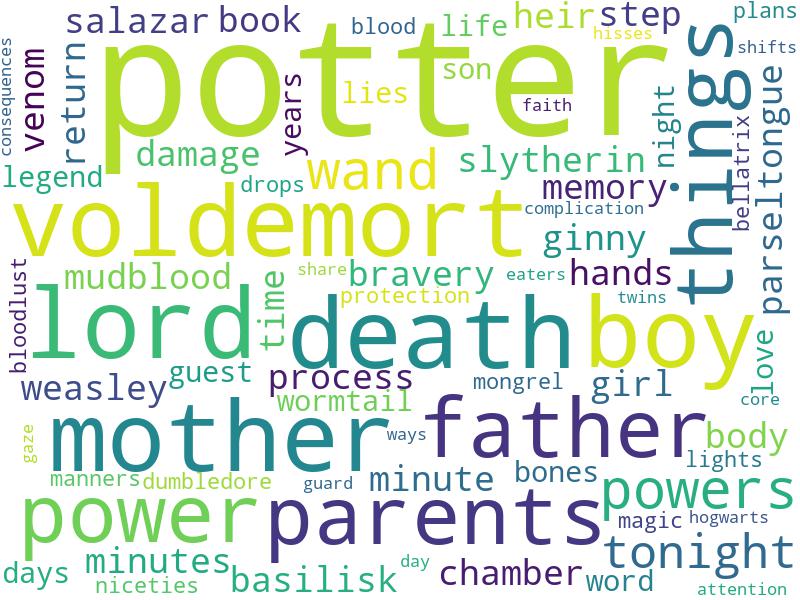 salazar book blood life heir step plans
consequences venom return potter hisses things shifts
years lies son faith night bellatrix parseltongue
legend damage drops wand slytherin memory
voldemort complication ginny
bloodlust mudblood time share bravery eaters hands
lord protection death twins boy love
weasley guest process wormtail mongrel girl core
gaze mother ways father body
manners dumbledore guard minute bones lights powers
power parents magic hogwarts tonight
days minutes niceties basilisk day chamber word attention